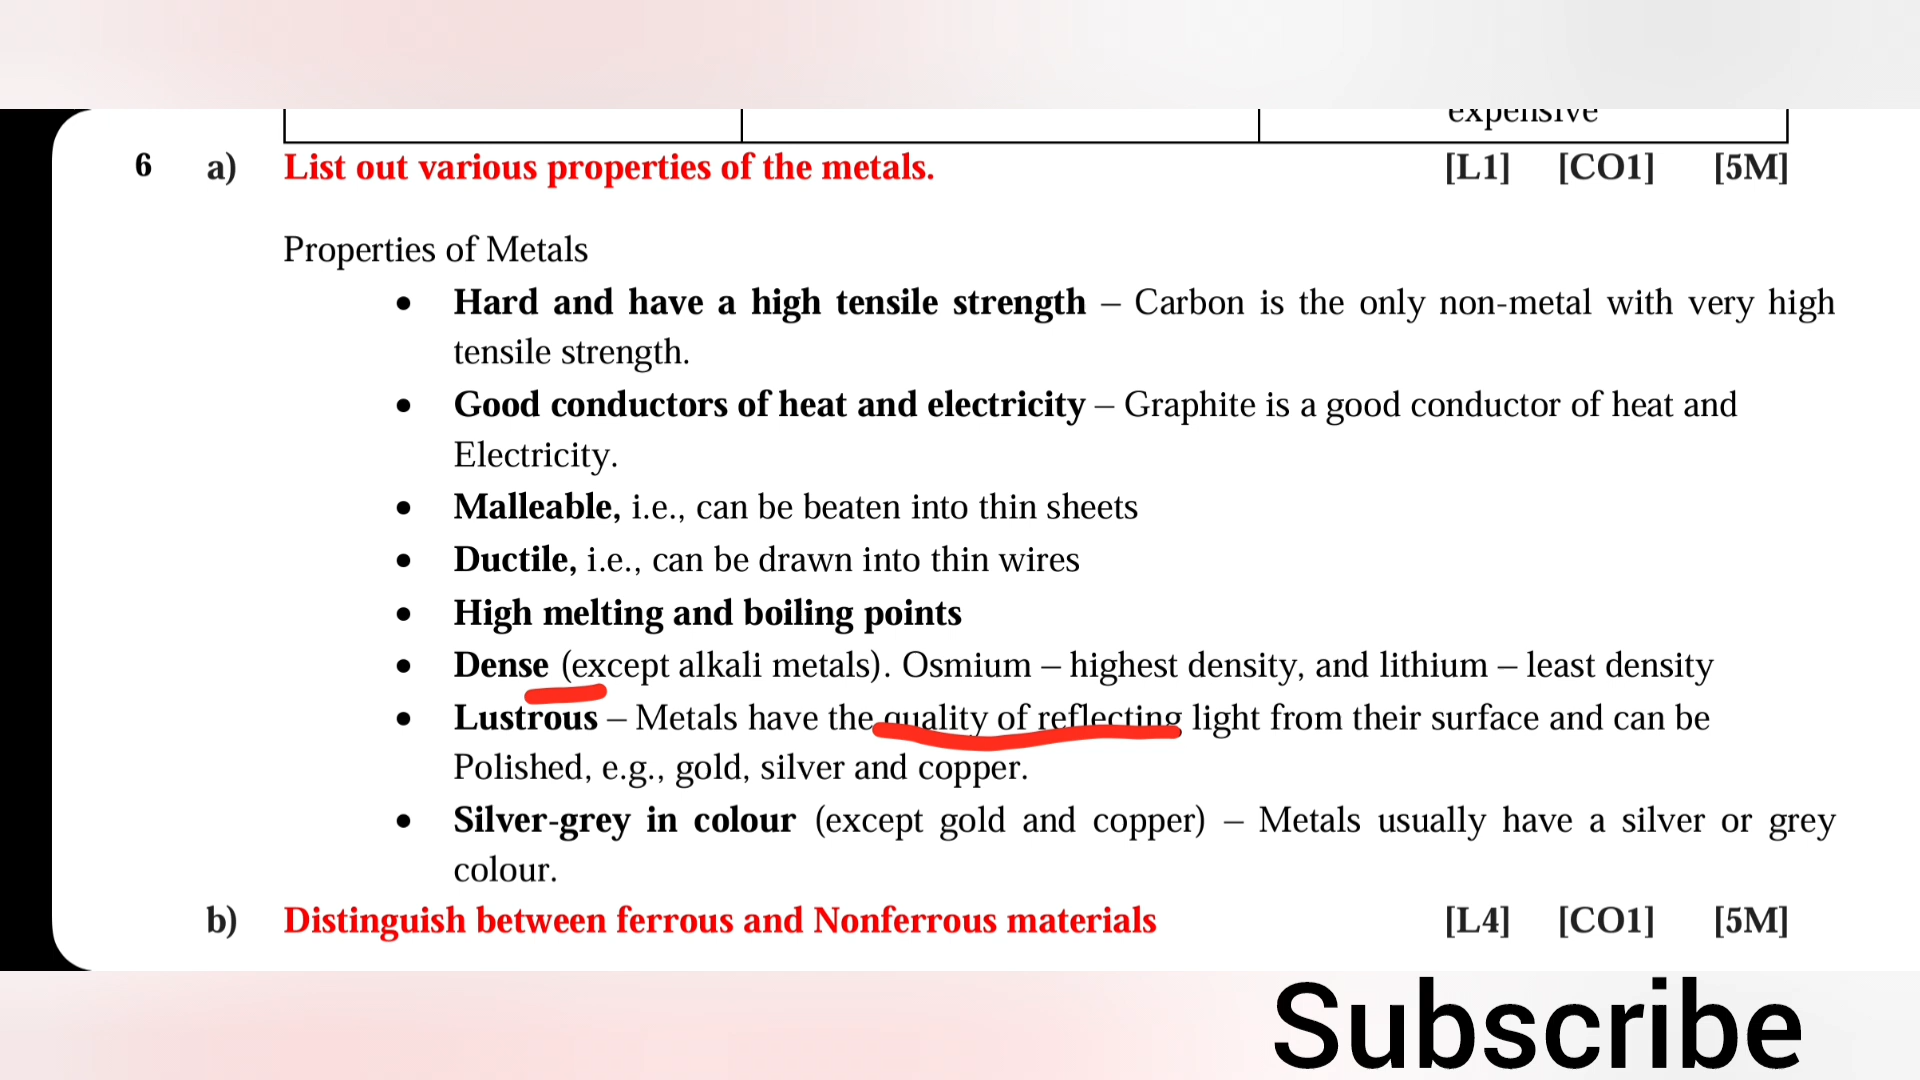 expensive
6 a) List out various properties of the metals. [L1] [CO1] [5M]
Properties of Metals
• Hard and have a high tensile strength – Carbon is the only non-metal with very high
tensile strength.
• Good conductors of heat and electricity – Graphite is a good conductor of heat and
Electricity.
• Malleable, i.e., can be beaten into thin sheets
• Ductile, i.e., can be drawn into thin wires
• High melting and boiling points
• Dense (except alkali metals). Osmium – highest density, and lithium – least density
• Lustrous – Metals have the quality of reflecting light from their surface and can be
Polished, e.g., gold, silver and copper.
• Silver-grey in colour (except gold and copper) – Metals usually have a silver or grey
colour.
b) Distinguish between ferrous and Nonferrous materials [L4] [CO1] [5M]
Subscribe